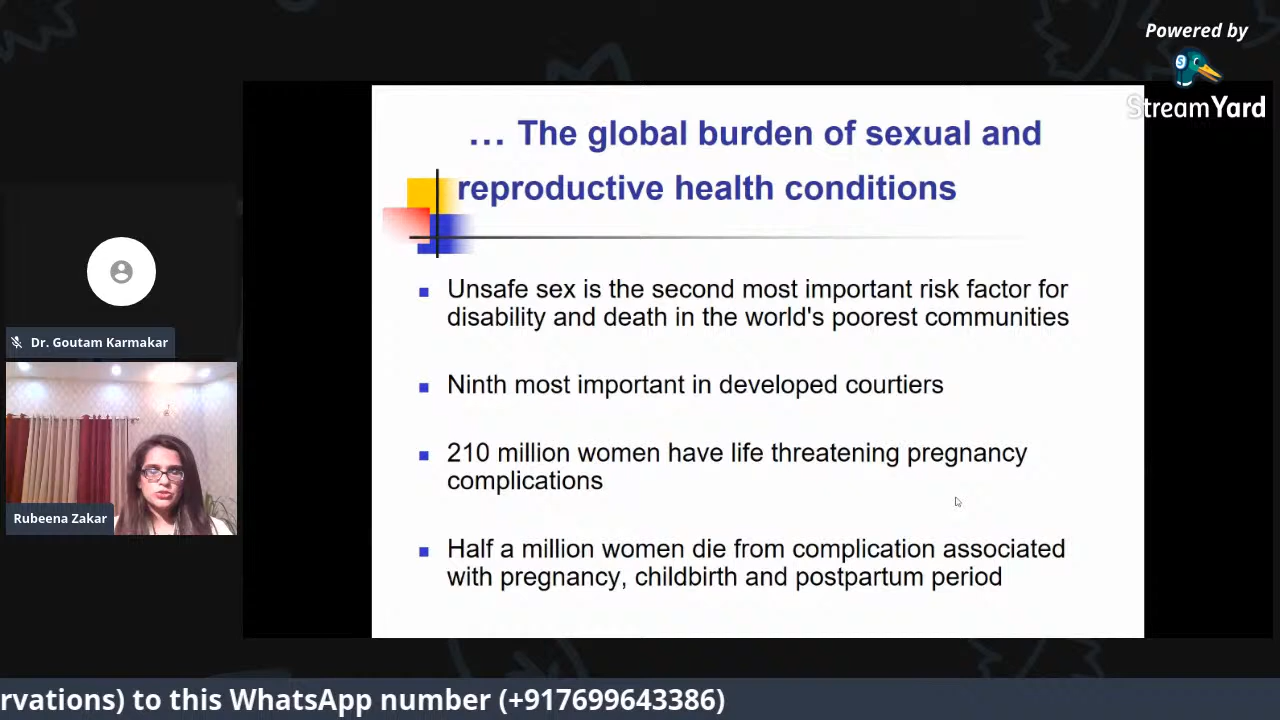 Powered by
StreamYard
… The global burden of sexual and
reproductive health conditions
Unsafe sex is the second most important risk factor for
disability and death in the world's poorest communities
Ninth most important in developed courtiers
210 million women have life threatening pregnancy
complications
Half a million women die from complication associated
with pregnancy, childbirth and postpartum period
Dr. Goutam Karmakar
Rubeena Zakar
rvations) to this WhatsApp number (+917699643386)